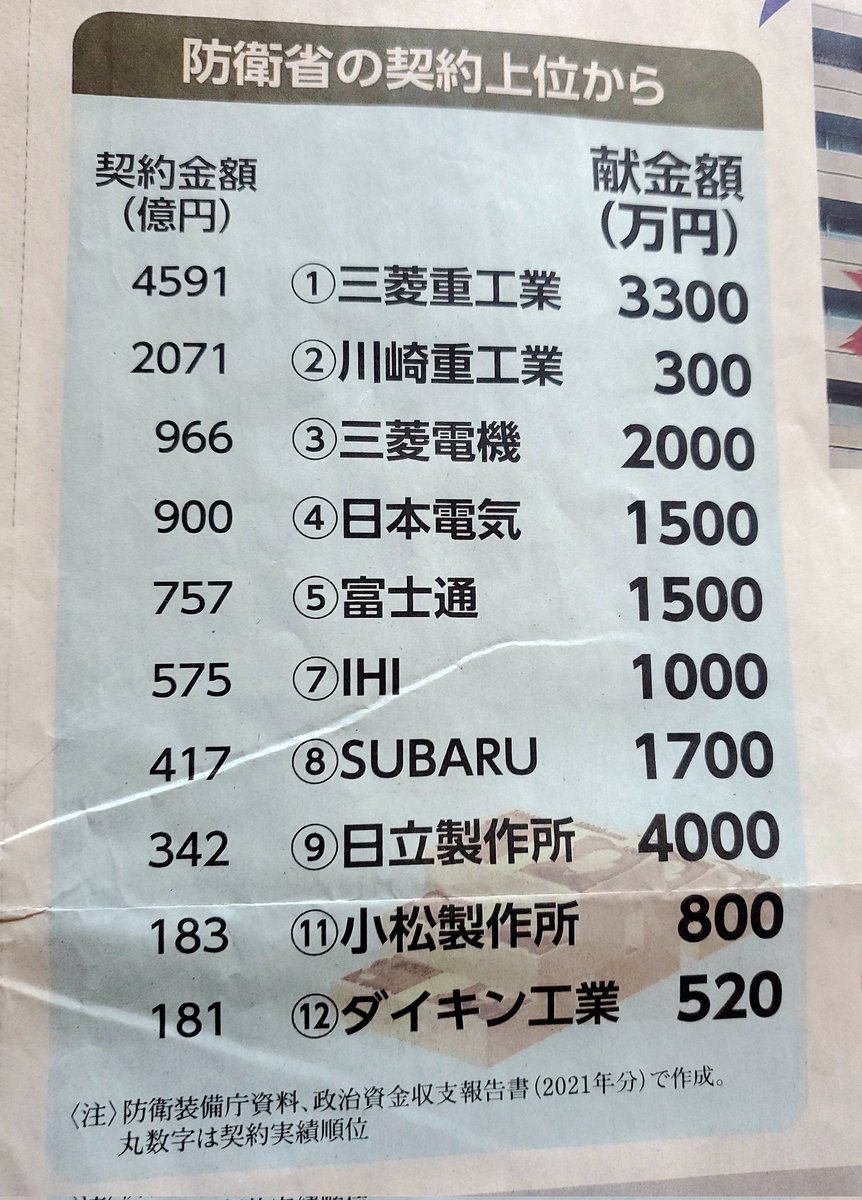 防衛省の契約上位から
契約金額 献金額
(億円) (万円)
4591 ①三菱重工業 3300
2071 ②川崎重工業 300
966 ③三菱電機 2000
900 ④日本電気 1500
757 ⑤富士通 1500
575 ⑦IHI 1000
417 ⑧SUBARU 1700
342 ⑨日立製作所 4000
183 ⑪小松製作所 800
181 ⑫ダイキン工業 520
〈注〉防衛装備庁資料、政治資金収支報告書(2021年分)で作成。
丸数字は契約実績順位